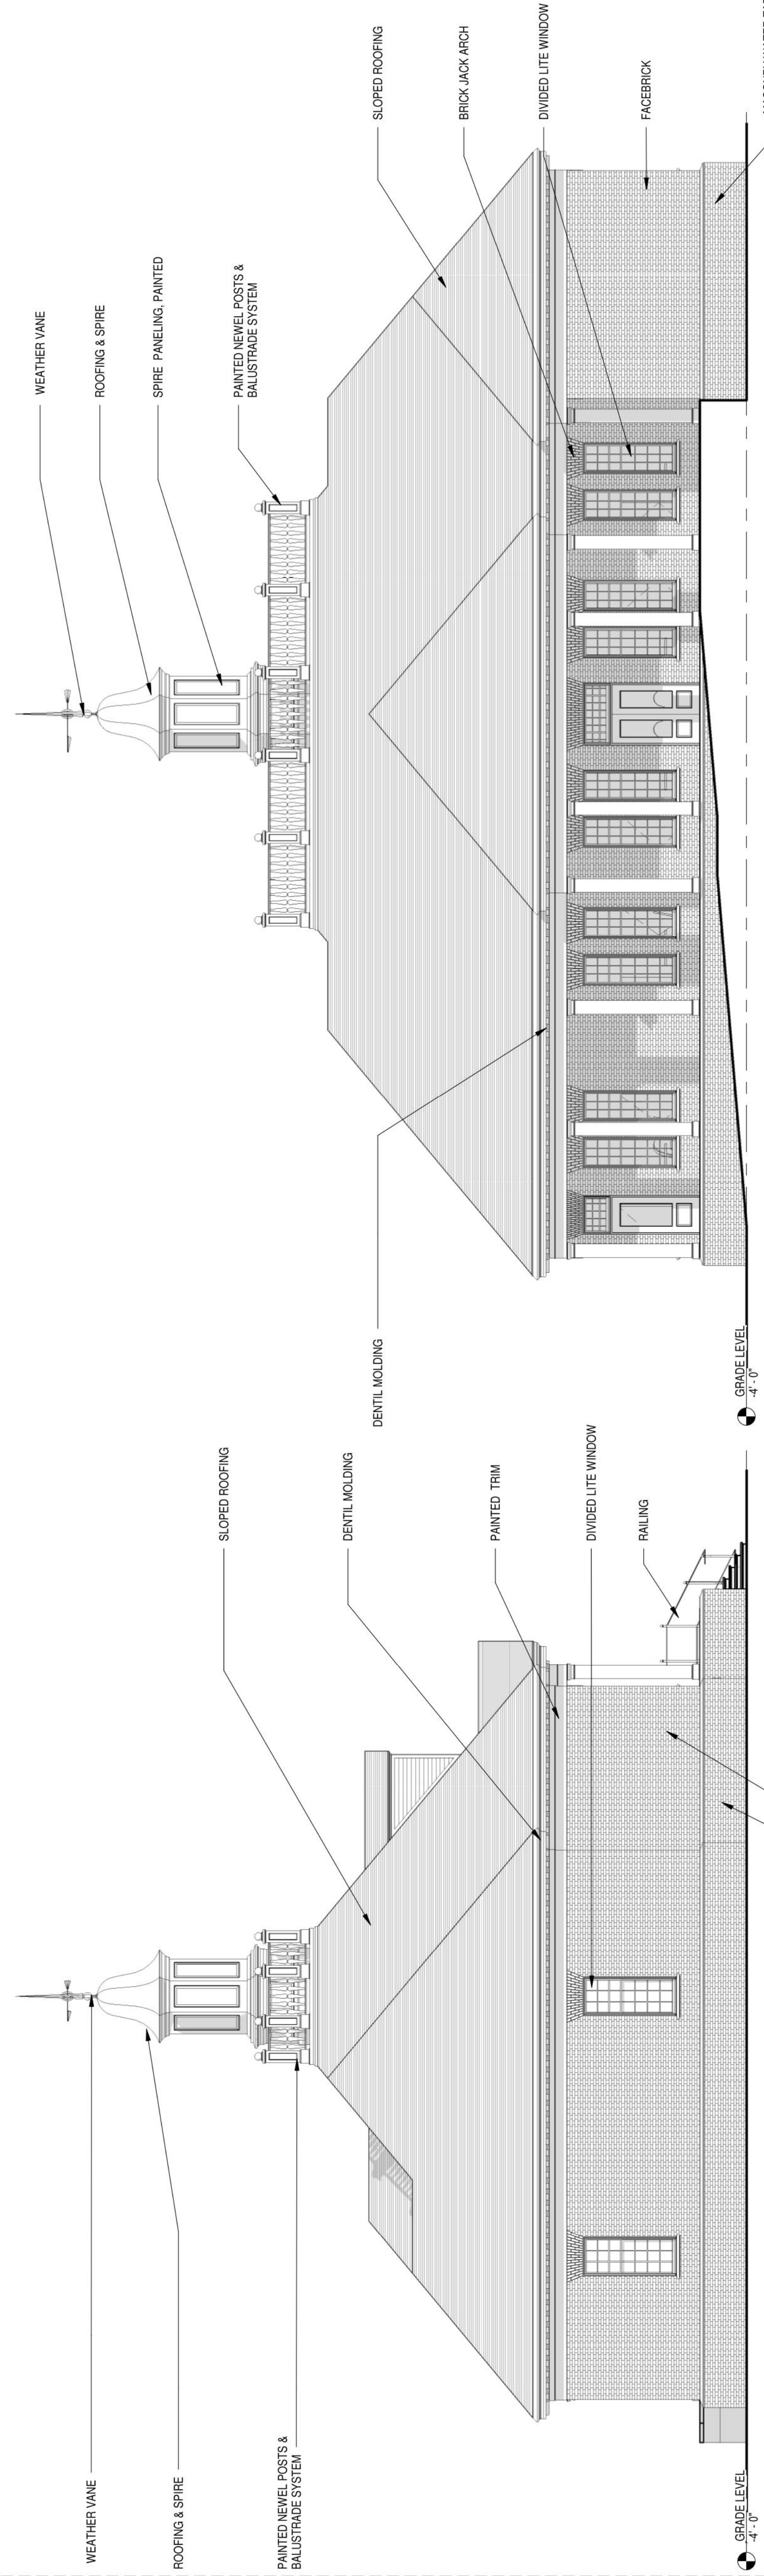 WEATHER VANE
ROOFING & SPIRE
PAINTED NEWEL POSTS &
BALUSTRADE SYSTEM
SLOPED ROOFING
DENTIL MOLDING
PAINTED TRIM
DIVIDED LITE WINDOW
RAILING
GRADE LEVEL
-4' - 0"
WEATHER VANE
ROOFING & SPIRE
SPIRE PANELING, PAINTED
PAINTED NEWEL POSTS &
BALUSTRADE SYSTEM
SLOPED ROOFING
BRICK JACK ARCH
DIVIDED LITE WINDOW
FACEBRICK
DENTIL MOLDING
GRADE LEVEL
-4' - 0"